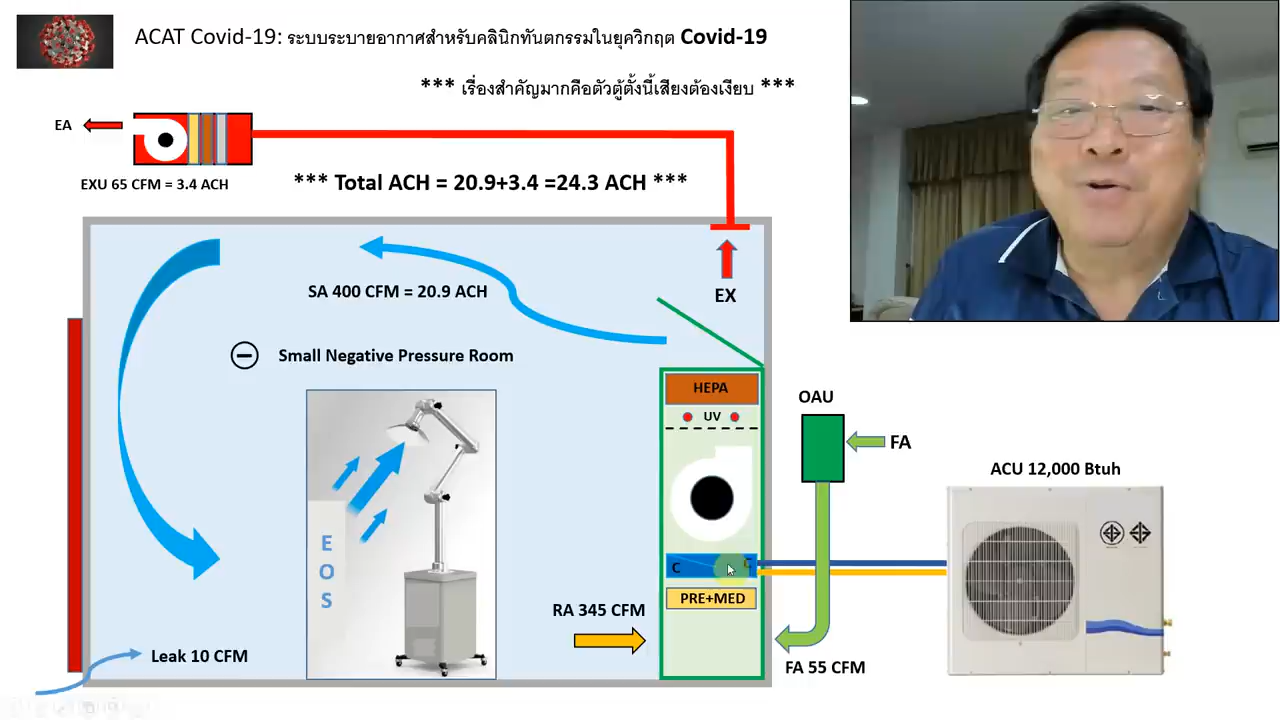 ACAT Covid-19: ระบบระบายอากาศสำหรับคลินิกทันตกรรมในยุควิกฤต Covid-19
*** เรื่องสำคัญมากคือตัวตู้ตั้งนี้เสียงต้องเงียบ ***
EA
EXU 65 CFM = 3.4 ACH
*** Total ACH = 20.9+3.4 =24.3 ACH ***
SA 400 CFM = 20.9 ACH
EX
Small Negative Pressure Room
HEPA
UV
OAU
FA
ACU 12,000 Btuh
E
O
S
C
C
PRE+MED
RA 345 CFM
Leak 10 CFM
FA 55 CFM